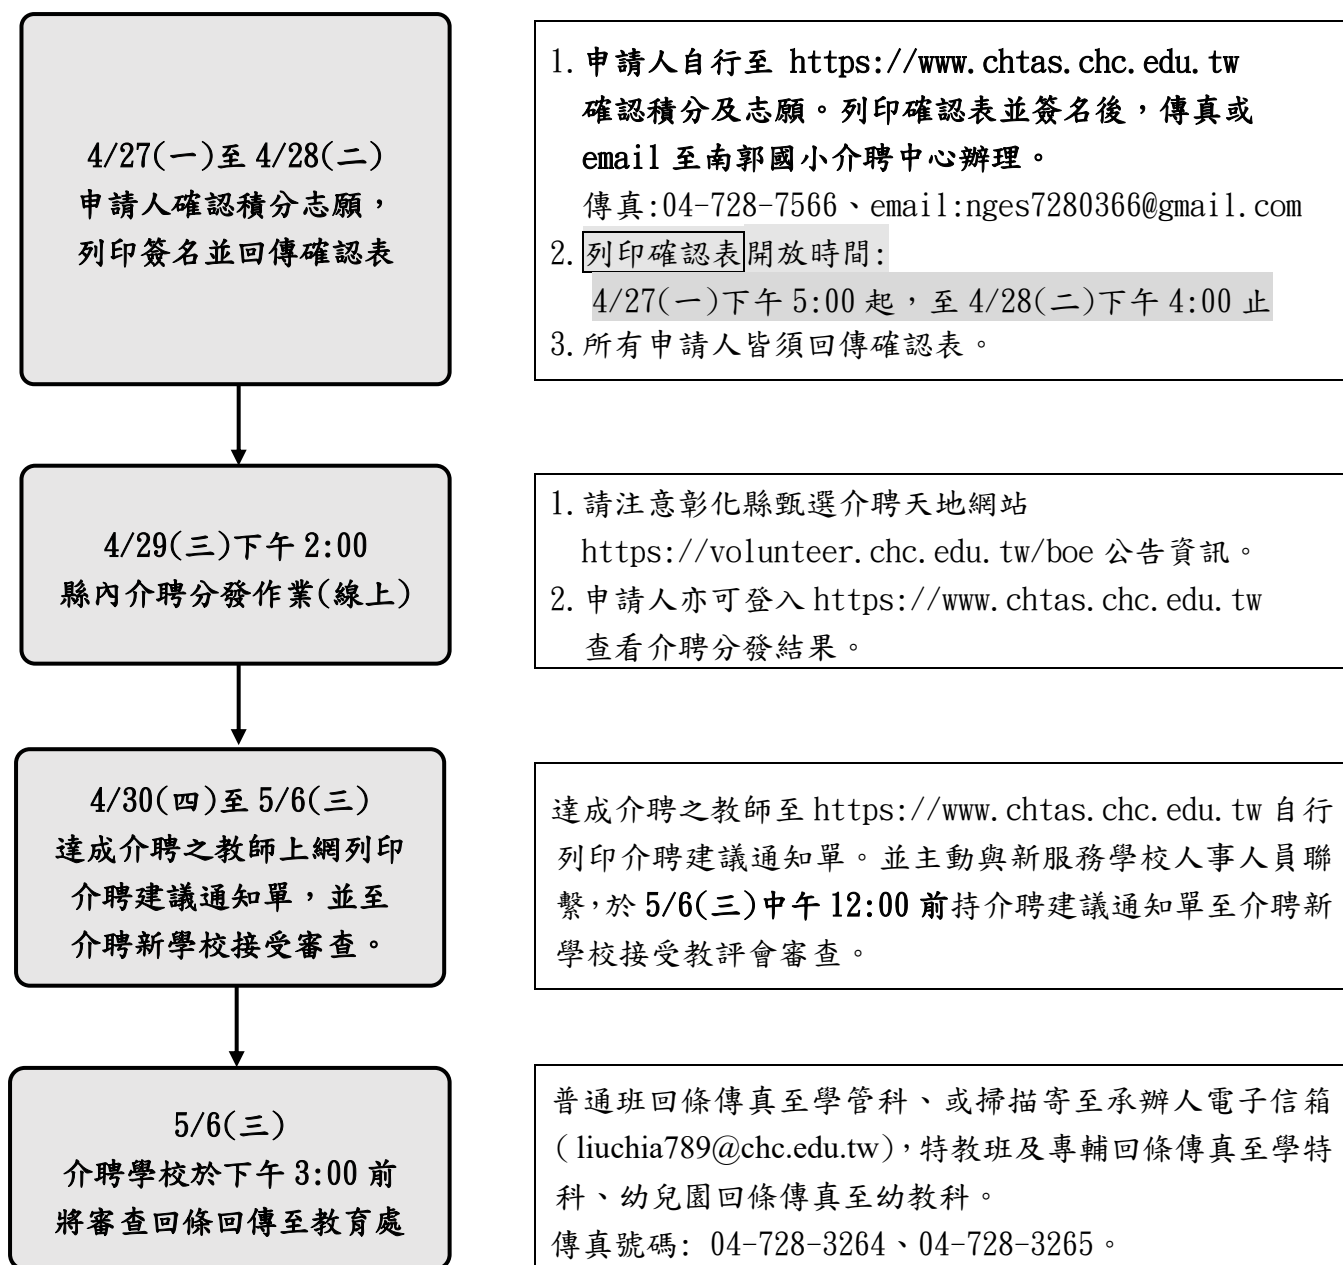 4/27(一)至 4/28(二)
申請人確認積分志願，
列印簽名並回傳確認表
1.申請人自行至 https://www.chtas.chc.edu.tw
確認積分及志願。列印確認表並簽名後，傳真或
email 至南郭國小介聘中心辦理。
傳真:04-728-7566、email:nges7280366@gmail.com
2.列印確認表開放時間:
4/27(一)下午 5:00 起，至 4/28(二)下午 4:00 止
3.所有申請人皆須回傳確認表。
4/29(三)下午 2:00
縣內介聘分發作業(線上)
1.請注意彰化縣甄選介聘天地網站
https://volunteer.chc.edu.tw/boe 公告資訊。
2.申請人亦可登入 https://www.chtas.chc.edu.tw
查看介聘分發結果。
4/30(四)至 5/6(三)
達成介聘之教師上網列印
介聘建議通知單，並至
介聘新學校接受審查。
達成介聘之教師至 https://www.chtas.chc.edu.tw 自行
列印介聘建議通知單。並主動與新服務學校人事人員聯
繫，於 5/6(三)中午 12:00 前持介聘建議通知單至介聘新
學校接受教評會審查。
5/6(三)
介聘學校於下午 3:00 前
將審查回條回傳至教育處
普通班回條傳真至學管科、或掃描寄至承辦人電子信箱
（liuchia789@chc.edu.tw），特教班及專輔回條傳真至學特
科、幼兒園回條傳真至幼教科。
傳真號碼: 04-728-3264、04-728-3265。